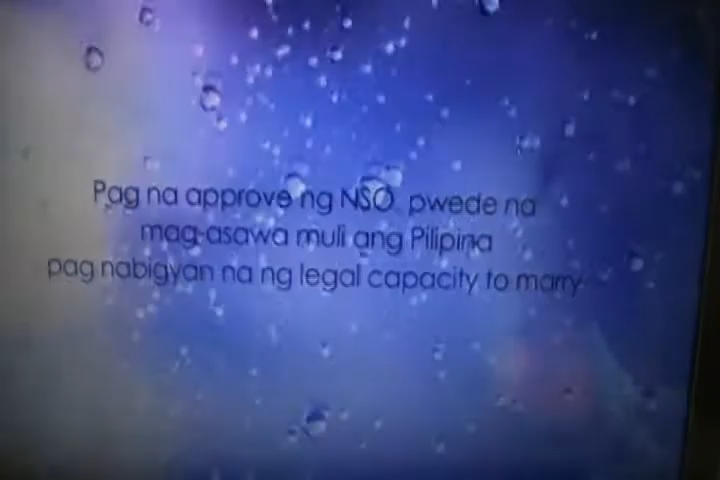 Pag na approve ng NSO pwede na
mag-asawa muli ang Pilipina
pag nabigyan na ng legal capacity to marry